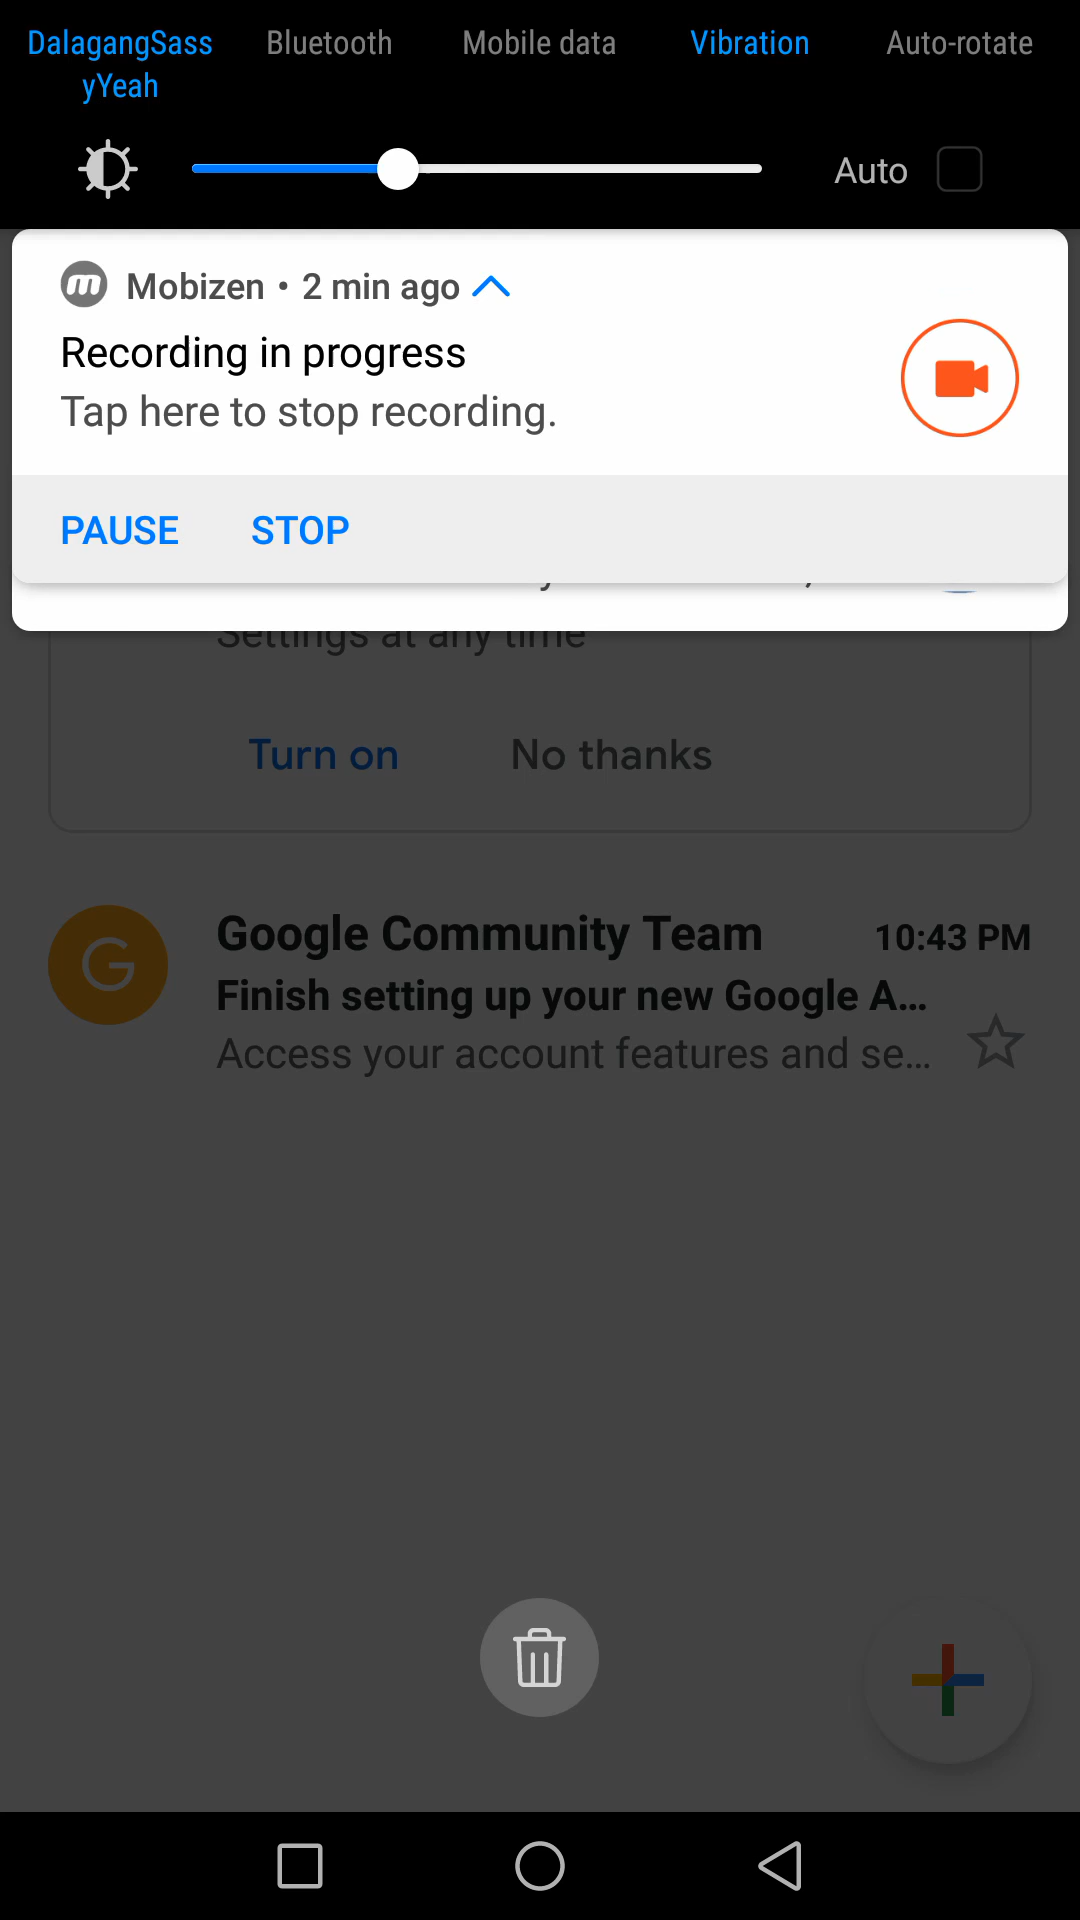 DalagangSass
yYeah
Bluetooth
Mobile data
Vibration
Auto-rotate
Auto
Mobizen • 2 min ago
Recording in progress
Tap here to stop recording.
PAUSE STOP
Settings at any time
Turn on No thanks
G
Google Community Team 10:43 PM
Finish setting up your new Google A...
Access your account features and se...